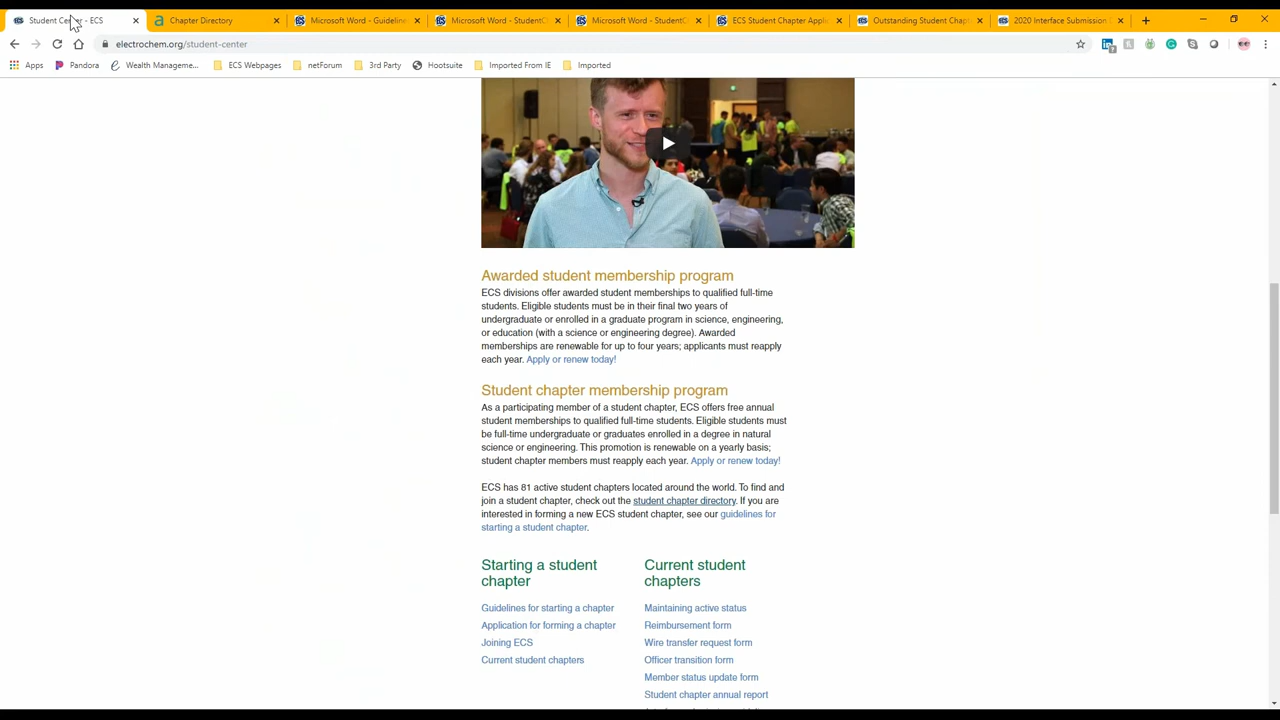 Student Center - ECS
Chapter Directory
Microsoft Word - Guideline
Microsoft Word - StudentC
Microsoft Word - StudentC
ECS Student Chapter Appli
Outstanding Student Chapt
2020 Interface Submission
electrochem.org/student-center
Apps
Pandora
Wealth Manageme...
ECS Webpages
netForum
3rd Party
Hootsuite
Imported From IE
Imported
Awarded student membership program
ECS divisions offer awarded student memberships to qualified full-time
students. Eligible students must be in their final two years of
undergraduate or enrolled in a graduate program in science, engineering,
or education (with a science or engineering degree). Awarded
memberships are renewable for up to four years; applicants must reapply
each year. Apply or renew today!
Student chapter membership program
As a participating member of a student chapter, ECS offers free annual
student memberships to qualified full-time students. Eligible students must
be full-time undergraduate or graduates enrolled in a degree in natural
science or engineering. This promotion is renewable on a yearly basis;
student chapter members must reapply each year. Apply or renew today!
ECS has 81 active student chapters located around the world. To find and
join a student chapter, check out the student chapter directory. If you are
interested in forming a new ECS student chapter, see our guidelines for
starting a student chapter.
Starting a student
chapter
Guidelines for starting a chapter
Application for forming a chapter
Joining ECS
Current student chapters
Current student
chapters
Maintaining active status
Reimbursement form
Wire transfer request form
Officer transition form
Member status update form
Student chapter annual report